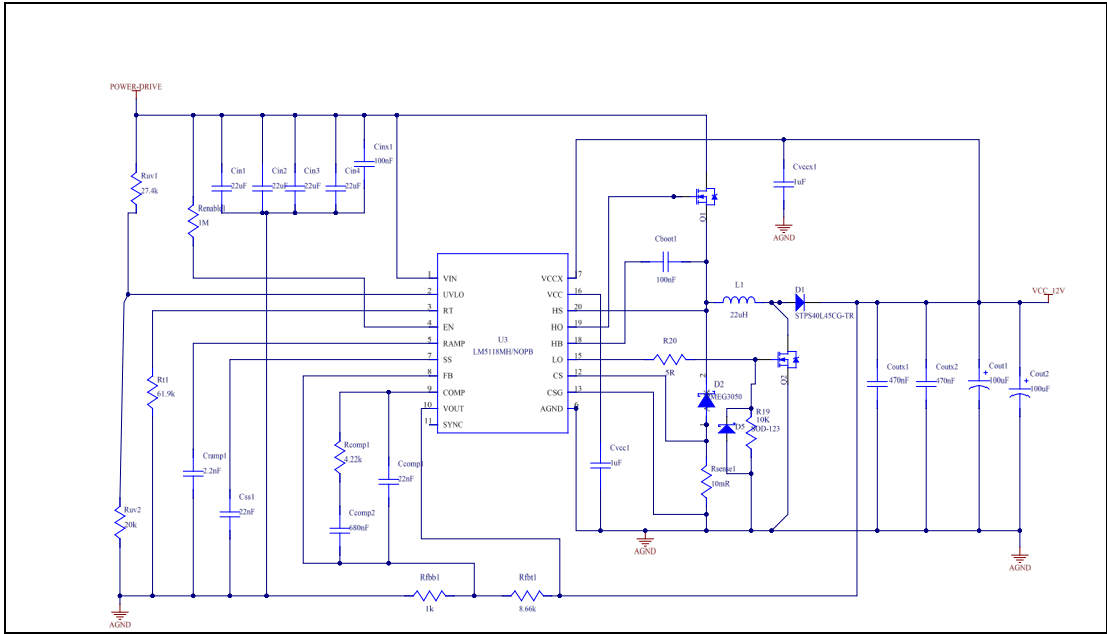 POWER-DRIVE
Ruv1
27.4k
Renable1
1M
Cin1
22uF
Cin2
22uF
Cin3
22uF
Cin4
22uF
Cinx1
100nF
Q1
Cvccx1
1uF
AGND
Cboot1
100nF
1 VIN
2 UVLO
3 RT
4 EN
5 RAMP
7 SS
8 FB
9 COMP
10 VOUT
11 SYNC
U3
LM5118MH/NOPB
VCCX 17
VCC 16
HS 20
HO 19
HB 18
LO 15
CS 12
CSG 13
AGND 6
L1
22uH
D1
STPS40L45CG-TR
VCC_12V
R20
5R
Q2
2
D2
MEG3050
D5
R19
10K
SOD-123
Coutx1
470nF
Coutx2
470nF
Cout1
100uF
Cout2
100uF
Rt1
61.9k
Rcomp1
4.22k
Ccomp1
22nF
Cvcc1
1uF
Rsense1
10mR
Cramp1
2.2nF
Css1
22nF
Ccomp2
680nF
Ruv2
20k
AGND
AGND
Rfbb1
1k
Rfbt1
8.66k
AGND